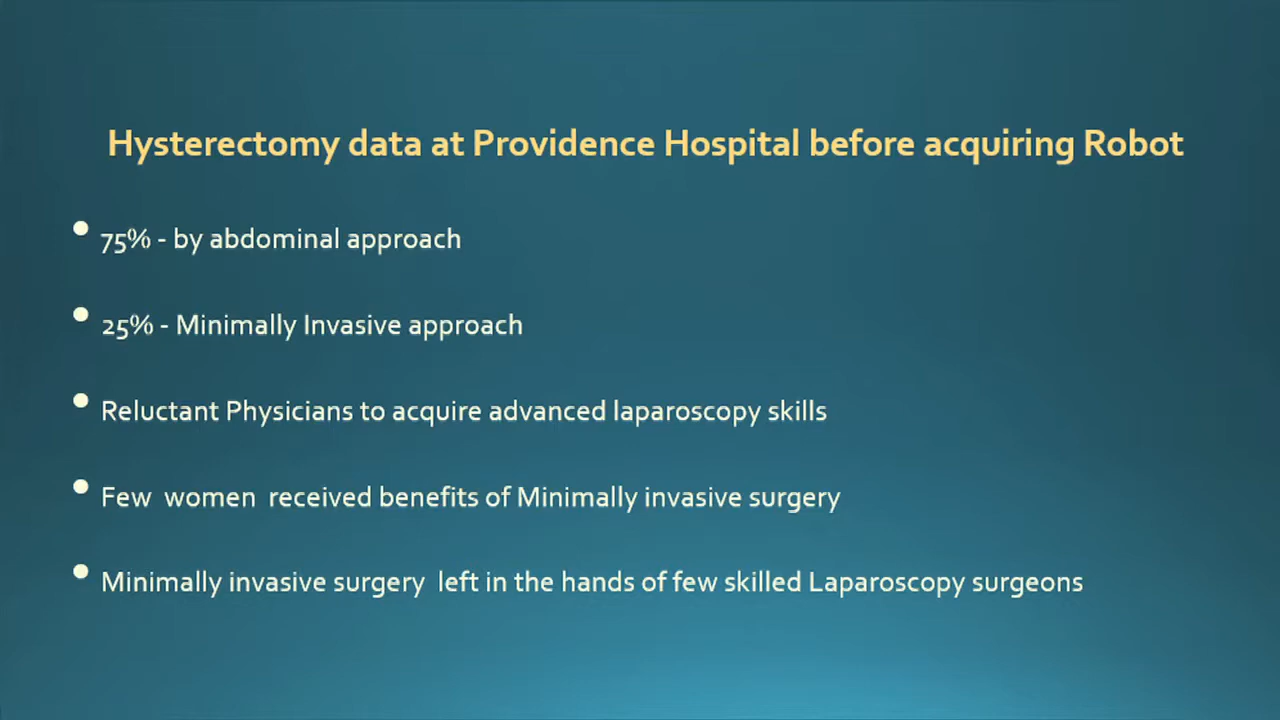 Hysterectomy data at Providence Hospital before acquiring Robot
• 75% - by abdominal approach
• 25% - Minimally Invasive approach
• Reluctant Physicians to acquire advanced laparoscopy skills
• Few women received benefits of Minimally invasive surgery
• Minimally invasive surgery left in the hands of few skilled Laparoscopy surgeons